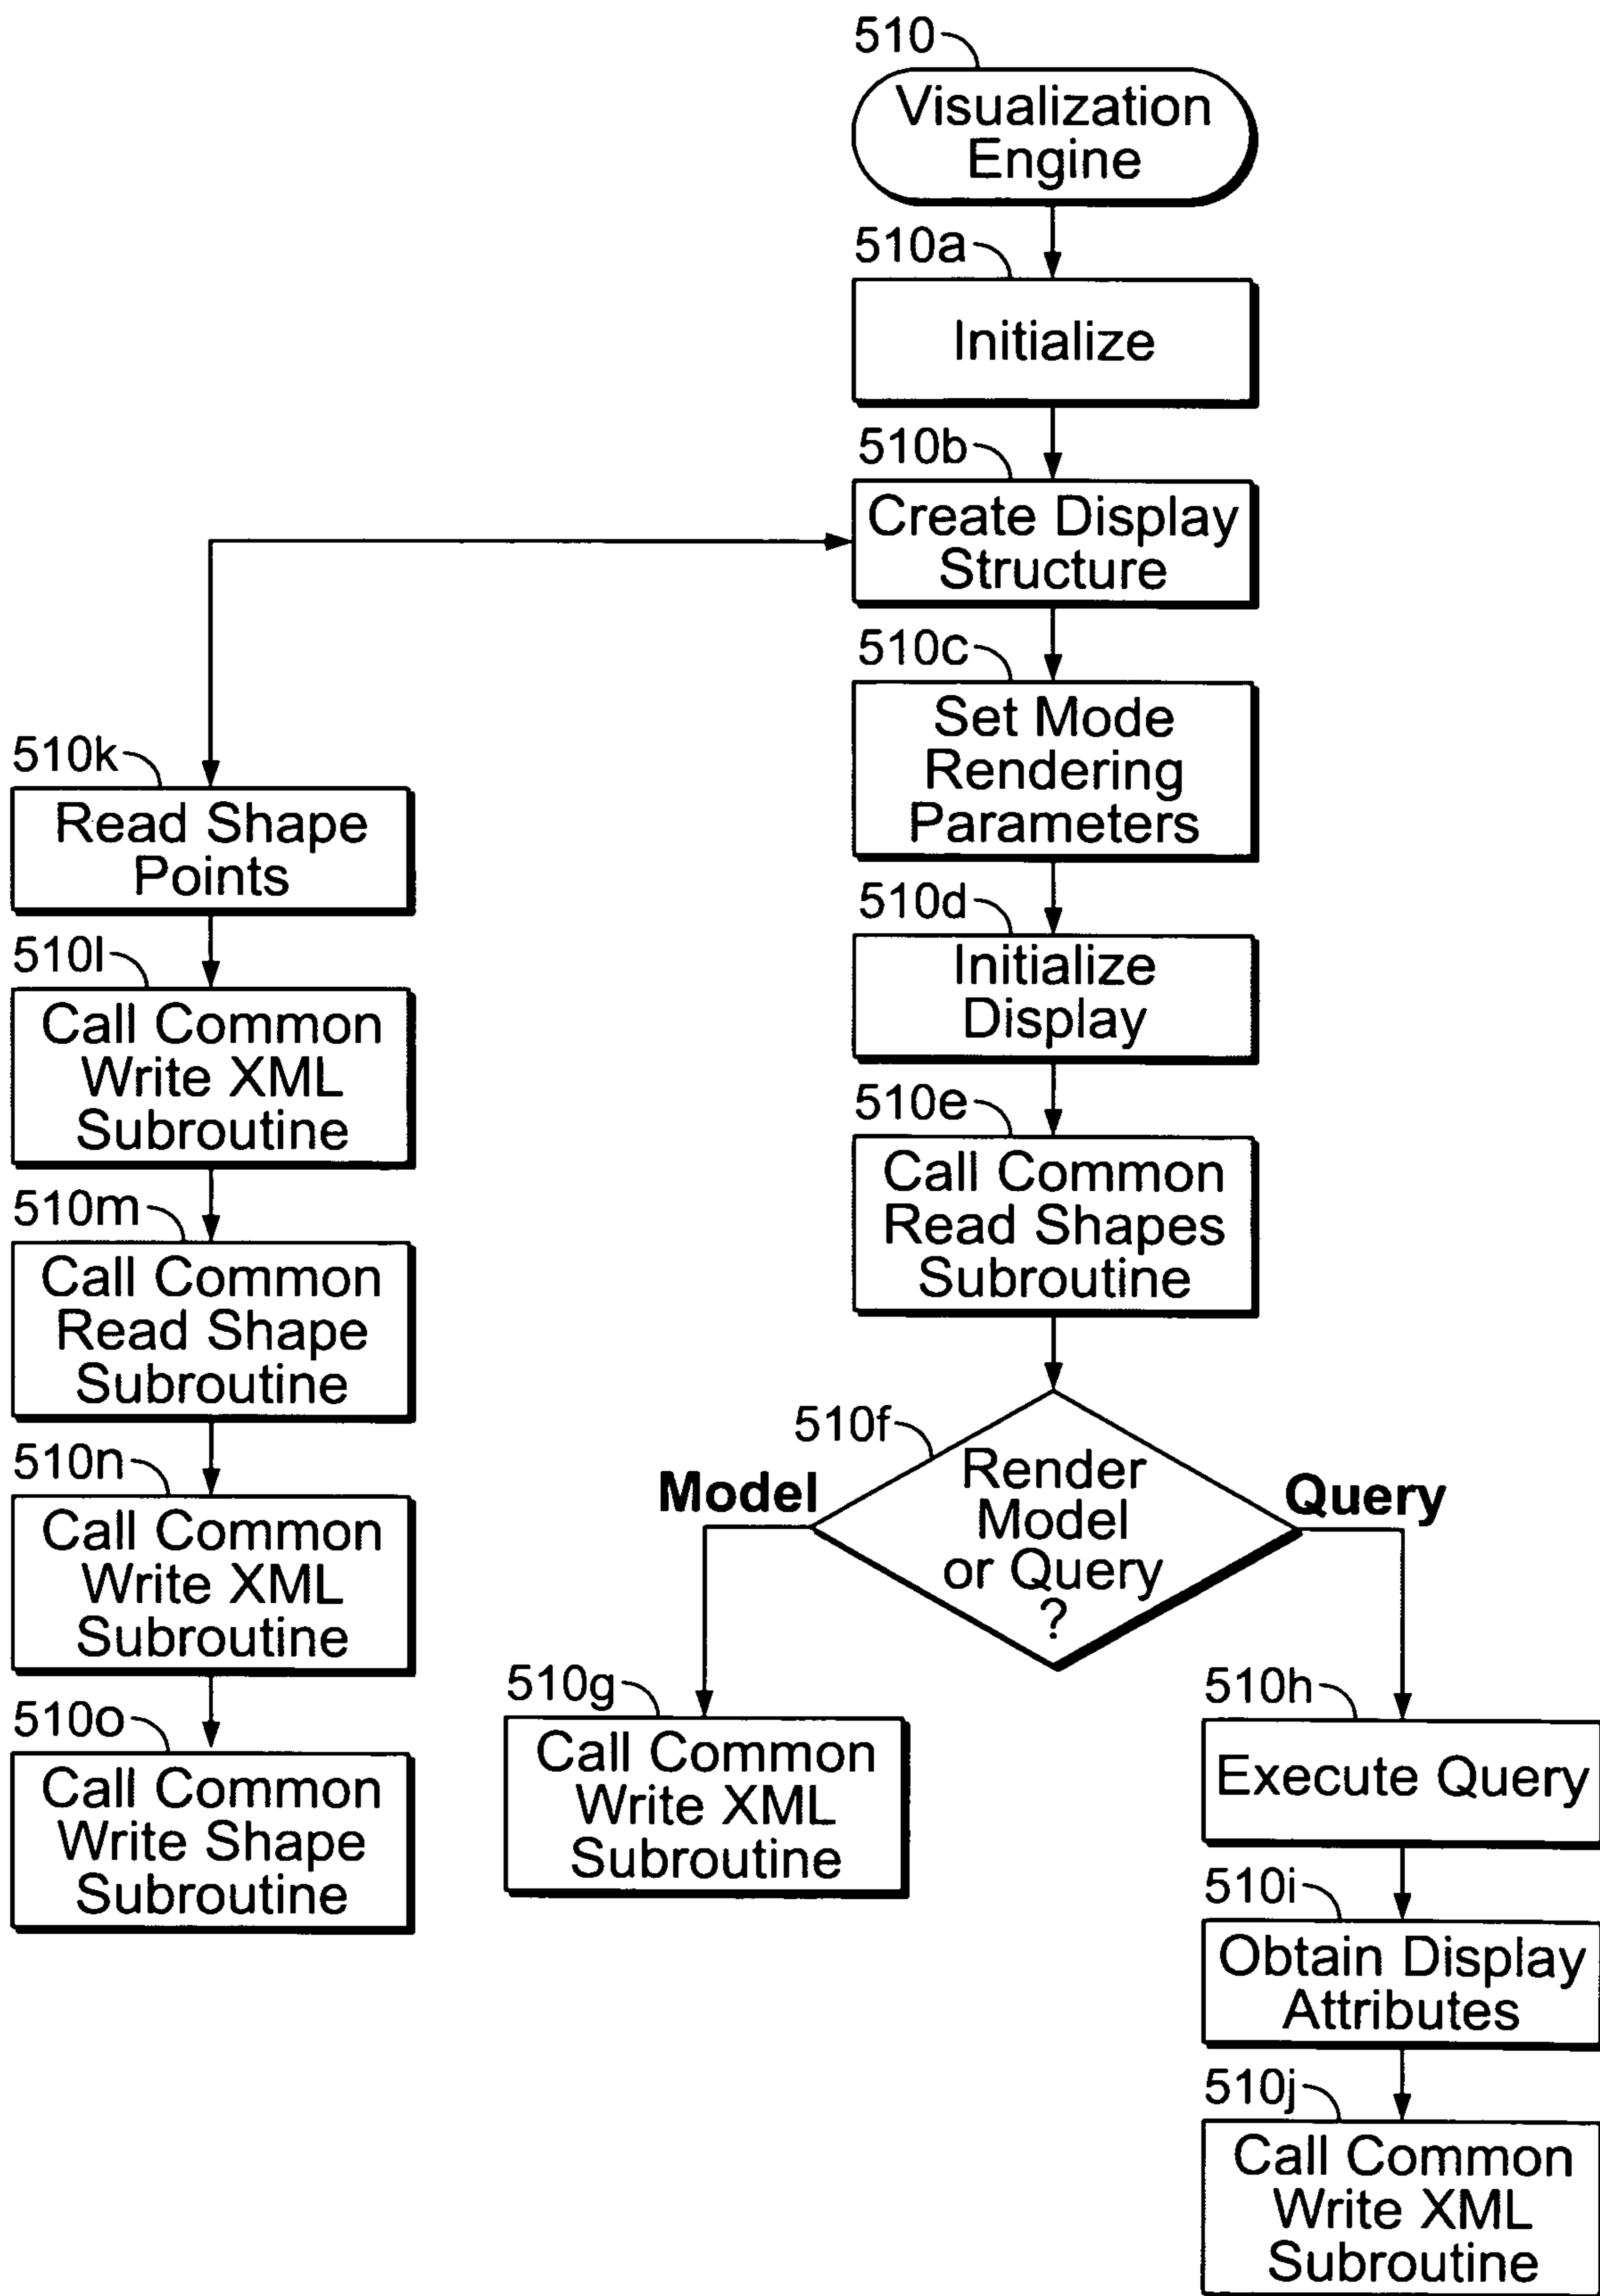 510
Visualization
Engine
510a
Initialize
510b
Create Display
Structure
510c
Set Mode
Rendering
Parameters
510d
Initialize
Display
510e
Call Common
Read Shapes
Subroutine
510f
Render
Model
or Query
?
Model
Query
510g
Call Common
Write XML
Subroutine
510h
Execute Query
510i
Obtain Display
Attributes
510j
Call Common
Write XML
Subroutine
510k
Read Shape
Points
510l
Call Common
Write XML
Subroutine
510m
Call Common
Read Shape
Subroutine
510n
Call Common
Write XML
Subroutine
510o
Call Common
Write Shape
Subroutine